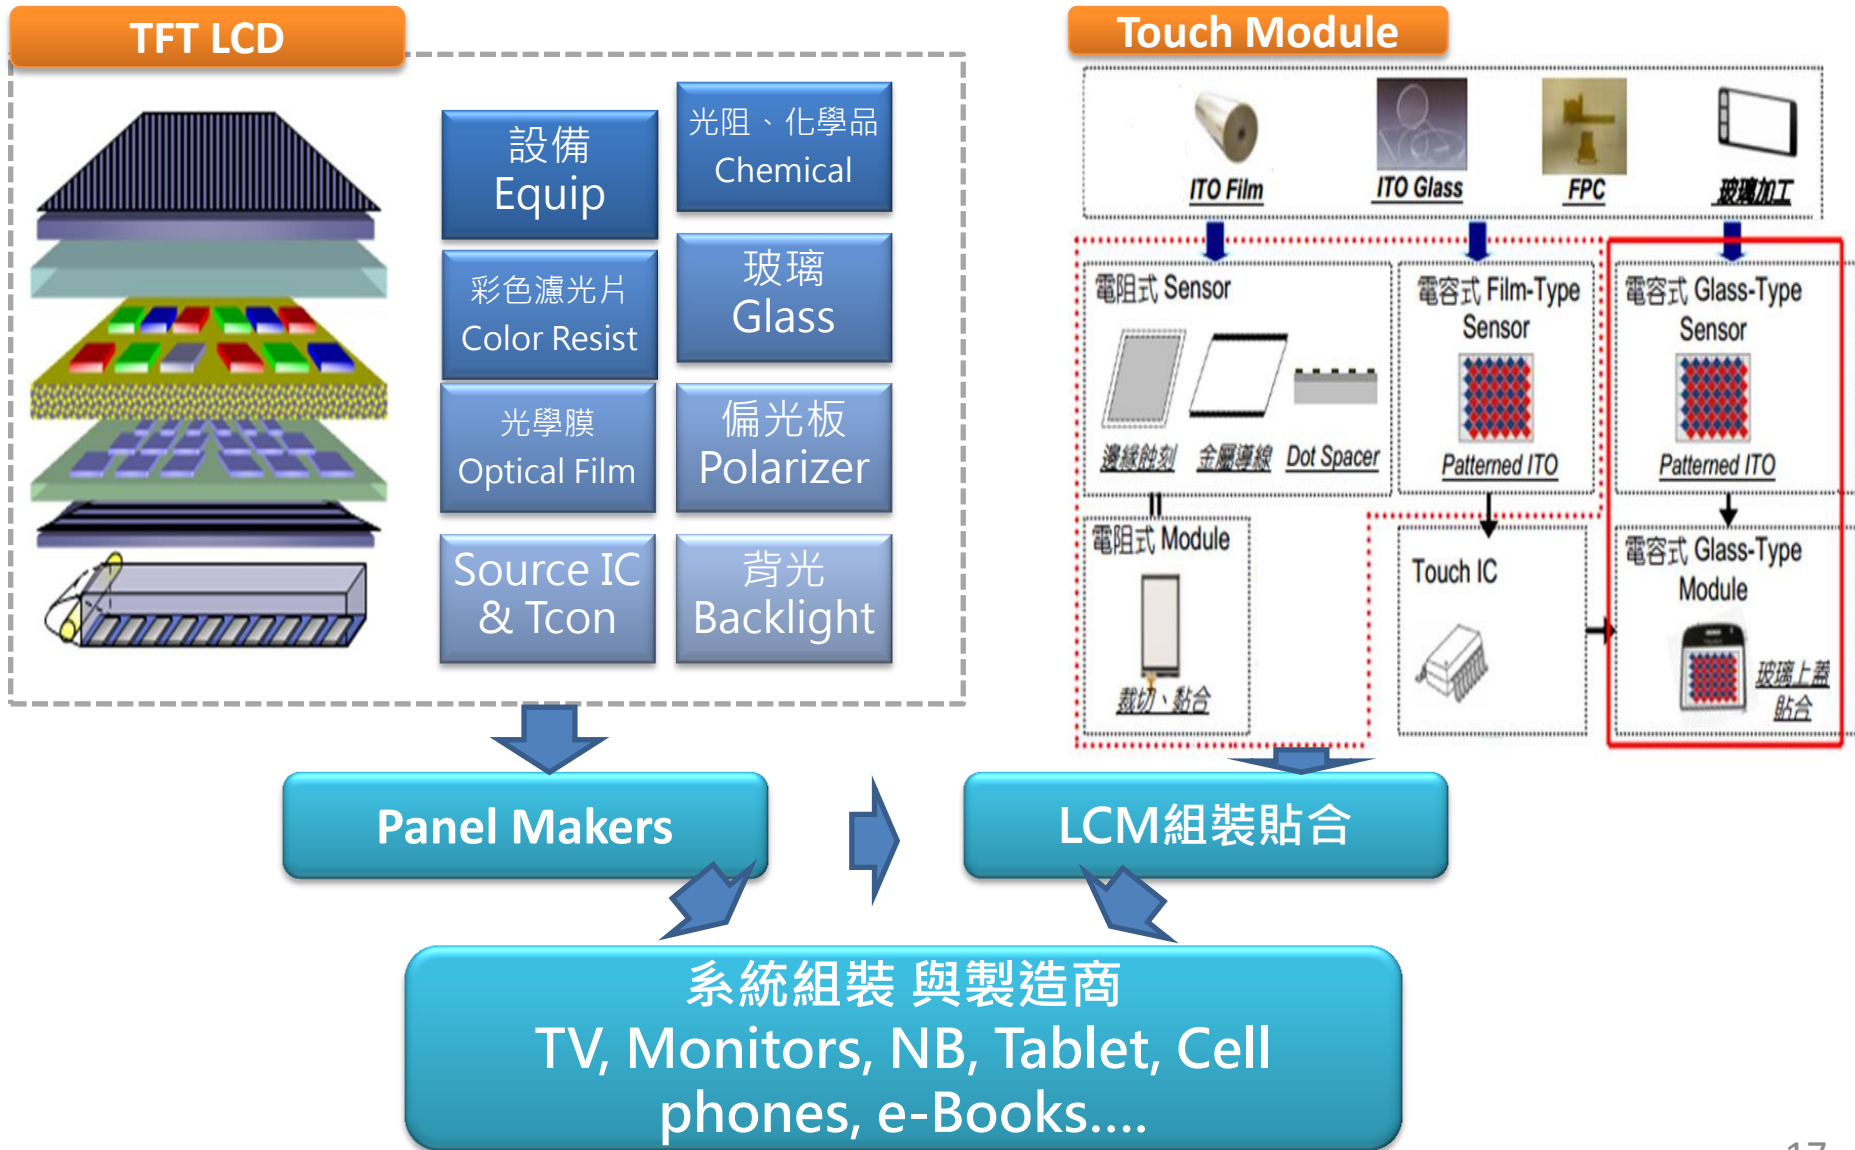 TFT LCD
設備
Equip
光阻、化學品
Chemical
彩色濾光片
Color Resist
玻璃
Glass
光學膜
Optical Film
偏光板
Polarizer
Source IC
& Tcon
背光
Backlight
Touch Module
ITO Film
ITO Glass
FPC
玻璃加工
電阻式 Sensor
邊緣蝕刻
金屬導線
Dot Spacer
電容式 Film-Type
Sensor
Patterned ITO
電容式 Glass-Type
Sensor
Patterned ITO
電阻式 Module
裁切、黏合
Touch IC
電容式 Glass-Type
Module
玻璃上蓋
貼合
Panel Makers
LCM組裝貼合
系統組裝 與製造商
TV, Monitors, NB, Tablet, Cell
phones, e-Books....
17